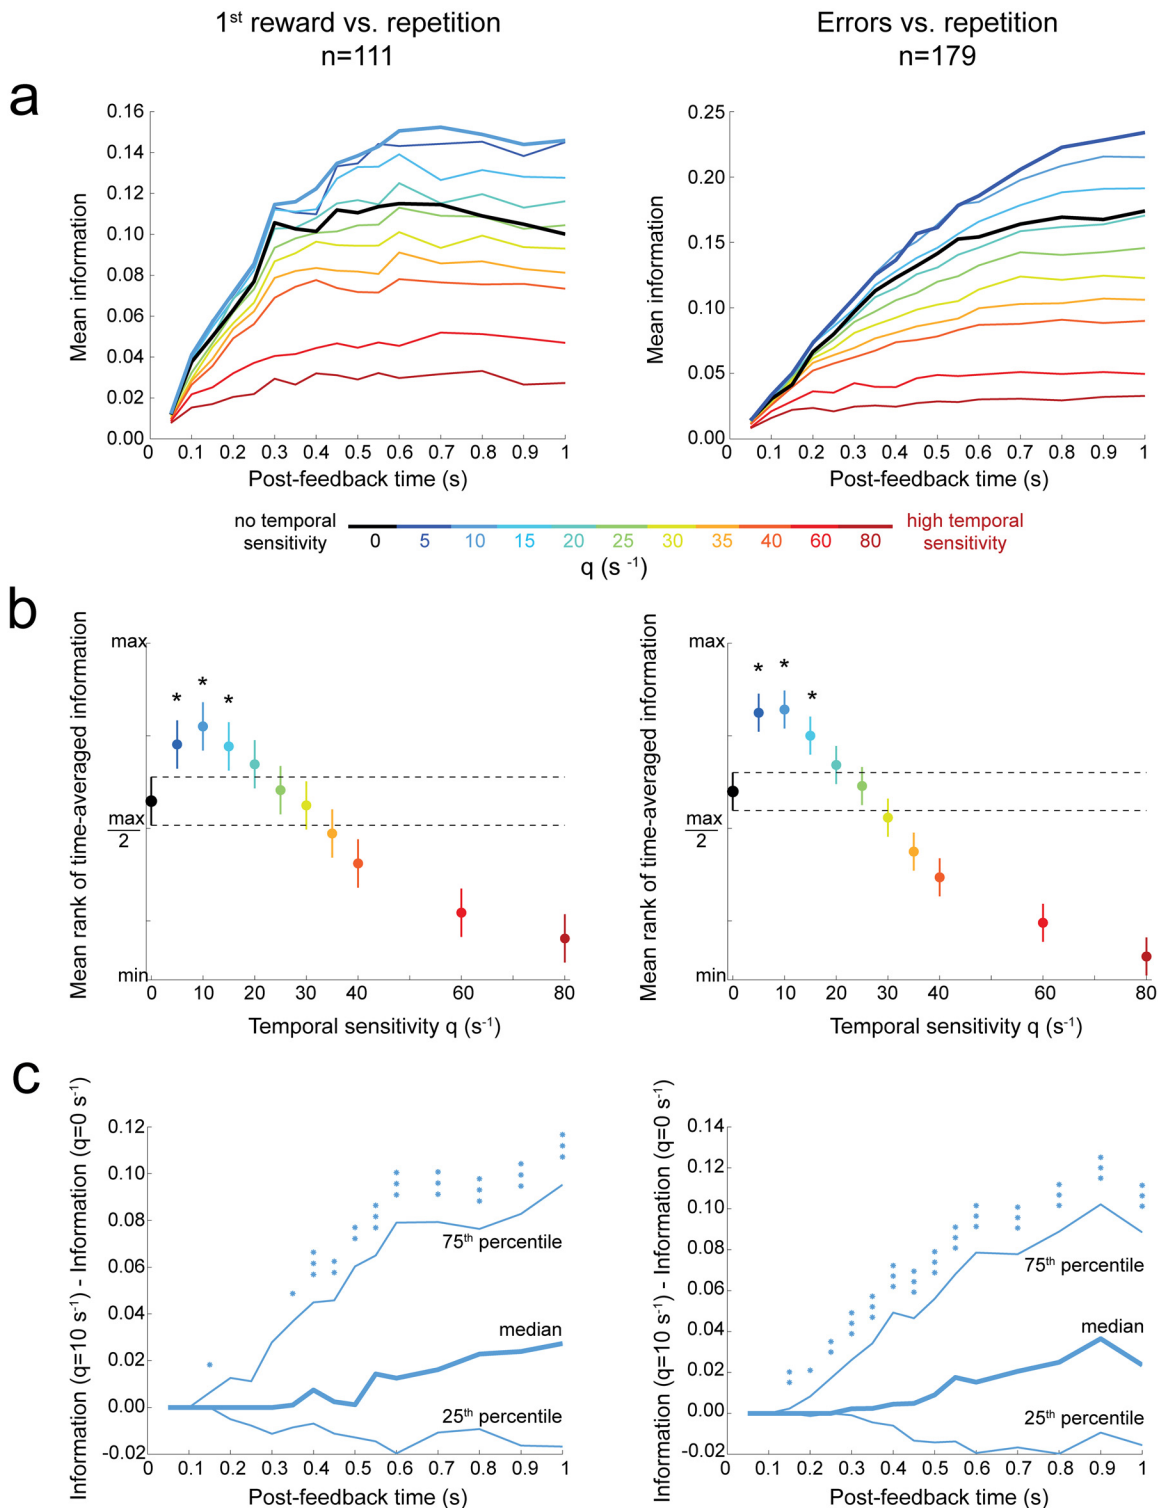 1st reward vs. repetition
n=111
Errors vs. repetition
n=179
a
Mean information
0.16
0.14
0.12
0.10
0.08
0.06
0.04
0.02
0.00
0 0.1 0.2 0.3 0.4 0.5 0.6 0.7 0.8 0.9 1
Post-feedback time (s)
Mean information
0.25
0.20
0.15
0.10
0.05
0.00
0 0.1 0.2 0.3 0.4 0.5 0.6 0.7 0.8 0.9 1
Post-feedback time (s)
no temporal
sensitivity
0 5 10 15 20 25 30 35 40 60 80
high temporal
sensitivity
q (s -1)
b
Mean rank of time-averaged information
max
max
2
min
* * *
0 10 20 30 40 60 80
Temporal sensitivity q (s-1)
Mean rank of time-averaged information
max
max
2
min
* * *
0 10 20 30 40 60 80
Temporal sensitivity q (s-1)
c
Information (q=10 s-1) - Information (q=0 s-1)
0.12
0.10
0.08
0.06
0.04
0.02
0.00
-0.02
75th percentile
median
25th percentile
0 0.1 0.2 0.3 0.4 0.5 0.6 0.7 0.8 0.9 1
Post-feedback time (s)
Information (q=10 s-1) - Information (q=0 s-1)
0.14
0.12
0.10
0.08
0.06
0.04
0.02
0.00
-0.02
75th percentile
median
25th percentile
0 0.1 0.2 0.3 0.4 0.5 0.6 0.7 0.8 0.9 1
Post-feedback time (s)